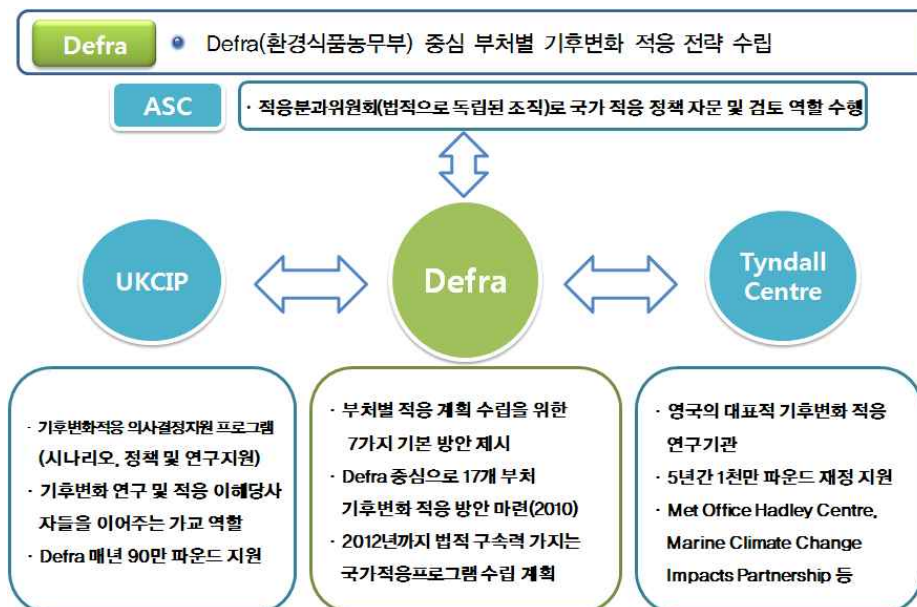 Defra
Defra(환경식품농무부) 중심 부처별 기후변화 적응 전략 수립
ASC
· 적응분과위원회(법적으로 독립된 조직)로 국가 적응 정책 자문 및 검토 역할 수행
UKCIP
Defra
Tyndall
Centre
· 기후변화적응 의사결정지원 프로그램
(시나리오, 정책 및 연구지원)
· 기후변화 연구 및 적응 이해당사
자들을 이어주는 가교 역할
· Defra 매년 90만 파운드 지원
· 부처별 적응 계획 수립을 위한
7가지 기본 방안 제시
· Defra 중심으로 17개 부처
기후변화 적응 방안 마련(2010)
· 2012년까지 법적 구속력 가지는
국가적응프로그램 수립 계획
· 영국의 대표적 기후변화 적응
연구기관
· 5년간 1천만 파운드 재정 지원
· Met Office Hadley Centre,
Marine Climate Change
Impacts Partnership 등